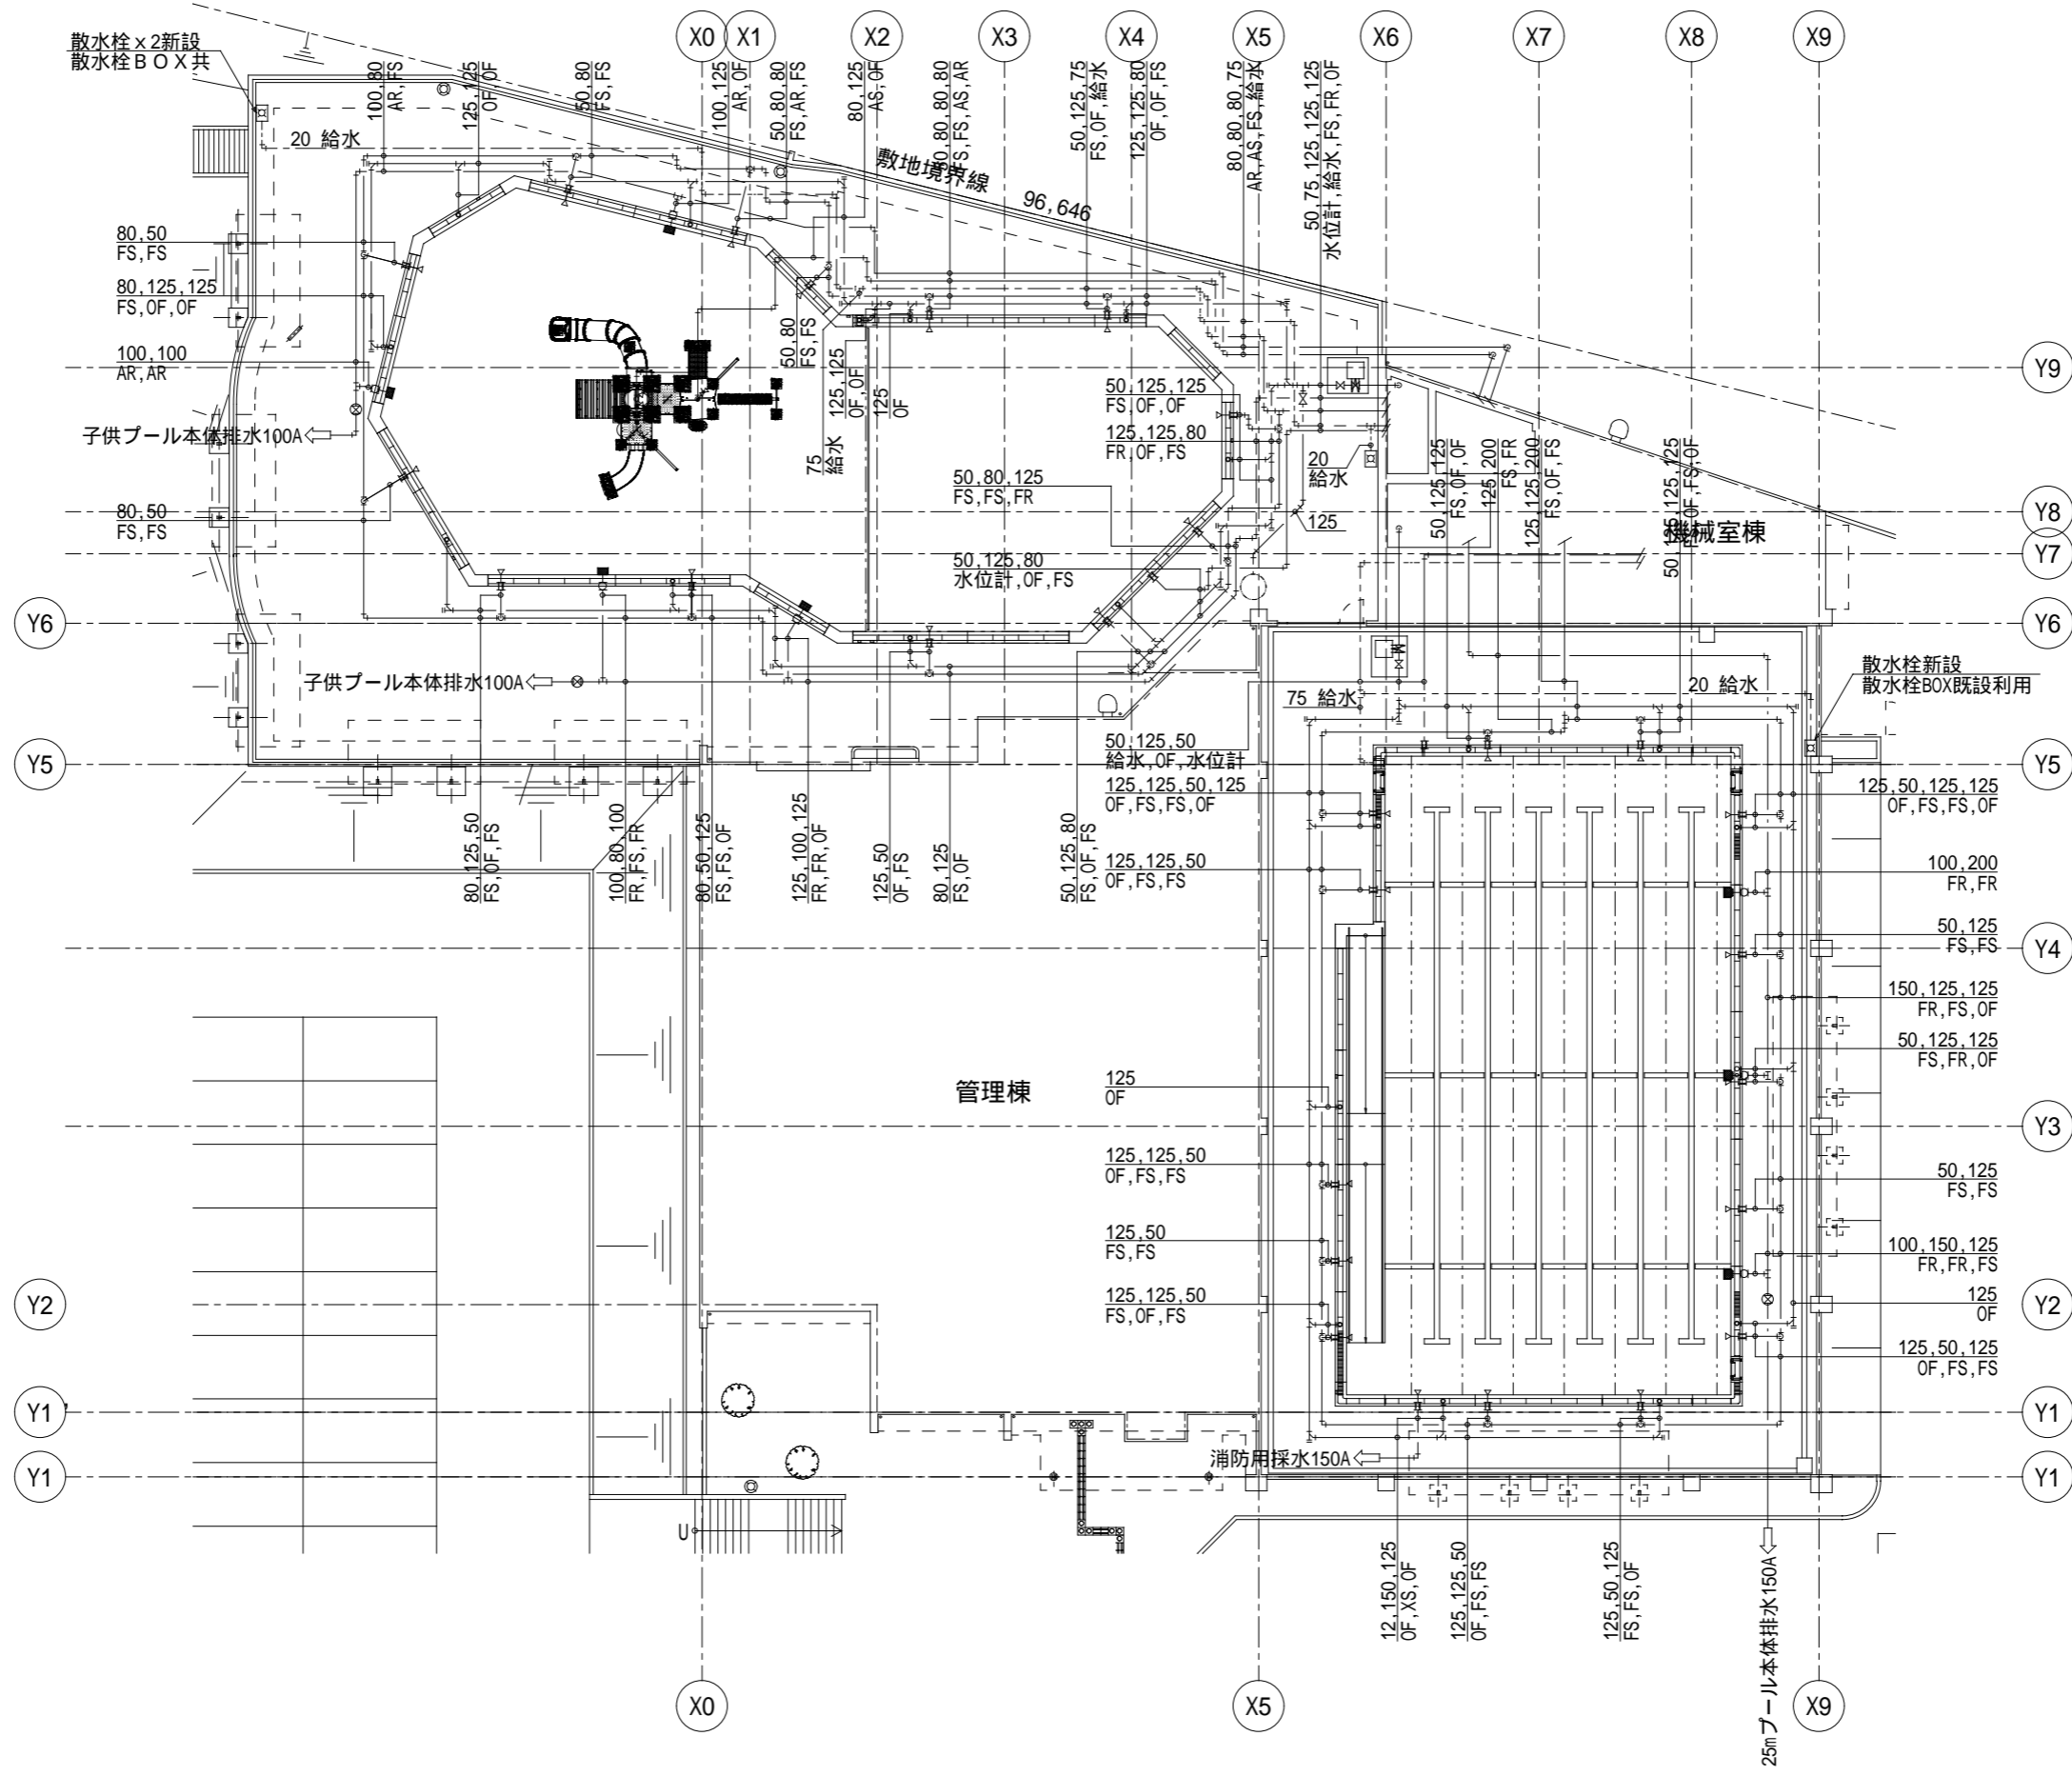 X0
X1
X2
X3
X4
X5
X6
X7
X8
X9
散水栓x2新設
散水栓BOX共
100,80
AR,FS
125,125
OF,OF
50,80
FS,FS
100,125
AR,OF
50,80,80
FS,AR,FS
80,125
AS,OF
80,80,80,80
FS,FS,AS,AR
50,125,75
FS,OF,給水
125,125,80
OF,OF,FS
80,80,80,75
AR,AS,FS,給水
50,75,125,125,125
水位計,給水,FS,FR,OF
20 給水
敷地境界線
96,646
80,50
FS,FS
80,125,125
FS,OF,OF
100,100
AR,AR
子供プール本体排水100A
80,50
FS,FS
50,80
FS,FS
75
給水
125,125
OF,OF
125
OF
50,125,125
FS,OF,OF
125,125,80
FR,OF,FS
50,80,125
FS,FS,FR
50,125,80
水位計,OF,FS
20
給水
125
50,125,125
FS,OF,OF
125,200
FS,FR
125,125,200
FS,OF,FS
50,125,125,125
機械室棟
Y9
Y8
Y7
Y6
Y6
子供プール本体排水100A
散水栓新設
散水栓BOX既設利用
20 給水
75 給水
Y5
Y5
50,125,50
給水,OF,水位計
125,125,50,125
OF,FS,FS,OF
125,125,50
OF,FS,FS
125,50,125,125
OF,FS,FS,OF
100,200
FR,FR
80,125,50
FS,OF,FS
100,80,100
FR,FS,FR
80,50,125
FS,FS,OF
125,100,125
FR,FR,OF
125,50
OF,FS
80,125
FS,OF
50,125,80
FS,OF,FS
50,125
FS,FS
Y4
150,125,125
FR,FS,OF
50,125,125
FS,FR,OF
管理棟
125
OF
Y3
125,125,50
OF,FS,FS
50,125
FS,FS
125,50
FS,FS
100,150,125
FR,FR,FS
125,125,50
FS,OF,FS
125
OF
Y2
Y2
125,50,125
OF,FS,FS
Y1
Y1
消防用採水150A
Y1
Y1
U
12,150,125
OF,XS,OF
125,125,50
OF,FS,FS
125,50,125
FS,FS,OF
25mプール本体排水150A
X0
X5
X9